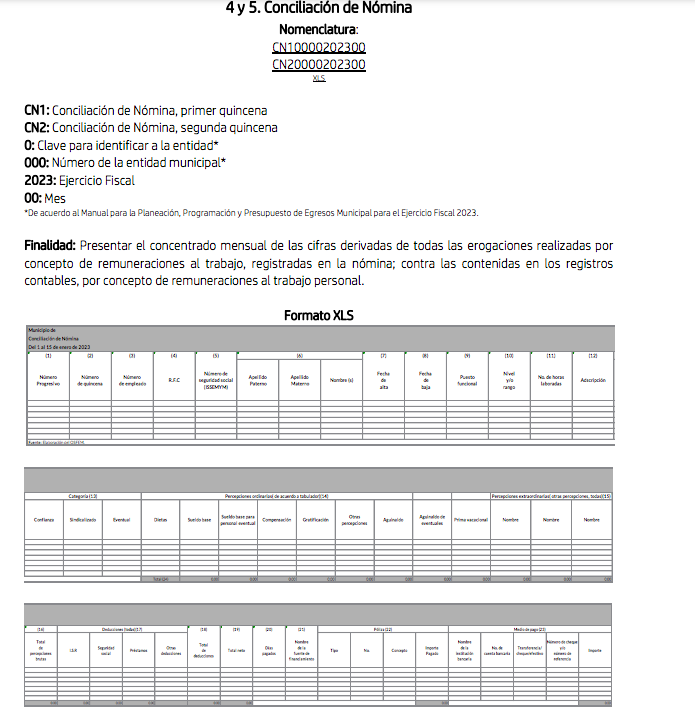 4 y 5. Conciliación de Nómina
Nomenclatura:
CN10000202300
CN20000202300
XLS
CN1: Conciliación de Nómina, primer quincena
CN2: Conciliación de Nómina, segunda quincena
0: Clave para identificar a la entidad*
000: Número de la entidad municipal*
2023: Ejercicio Fiscal
00: Mes
*De acuerdo al Manual para la Planeación, Programación y Presupuesto de Egresos Municipal para el Ejercicio Fiscal 2023.
Finalidad: Presentar el concentrado mensual de las cifras derivadas de todas las erogaciones realizadas por
concepto de remuneraciones al trabajo, registradas en la nómina; contra las contenidas en los registros
contables, por concepto de remuneraciones al trabajo personal.
Formato XLS
Municipio de
Conciliación de Nómina
Del 1 al 15 de enero de 2023
(1) (2) (3) (4) (5) (6) (7) (8) (9) (10) (11) (12)
Número Progresivo
Número de quincena
Número de empleado
R.F.C
Número de seguridad social (ISSEMYM)
Apellido Paterno
Apellido Materno
Nombre (s)
Fecha de alta
Fecha de baja
Puesto funcional
Nivel y/o rango
No. de horas laboradas
Adscripción
Categoría (13) Percepciones ordinarias( de acuerdo a tabulador)(14) Percepciones extraordinarias( otras percepciones, todas)(15)
Confianza
Sindicalizado
Eventual
Dietas
Sueldo base
Sueldo base para personal eventual
Compensación
Gratificación
Otras percepciones
Aguinaldo
Aguinaldo de eventuales
Prima vacacional
Nombre
Nombre
Nombre
Total(24) 0.00 0.00 0.00 0.00 0.00 0.00 0.00 0.00 0.00 0.00 0.00
(16) Deducciones (todas)(17) (18) (19) (20) (21) Póliza (22) Medio de pago (23)
Total de percepciones brutas
I.S.R
Seguridad social
Préstamos
Otras deducciones
Total de deducciones
Total neto
Días pagados
Nombre de la fuente de financiamiento
Tipo
No.
Concepto
Importe Pagado
Nombre de la institución bancaria
No. de cuenta bancaria
Transferencia/ cheque/efectivo
Número de cheque y/o número de referencia
Importe
0.00 0.00 0.00 0.00 0.00 0.00 0.00 0.00 0.00